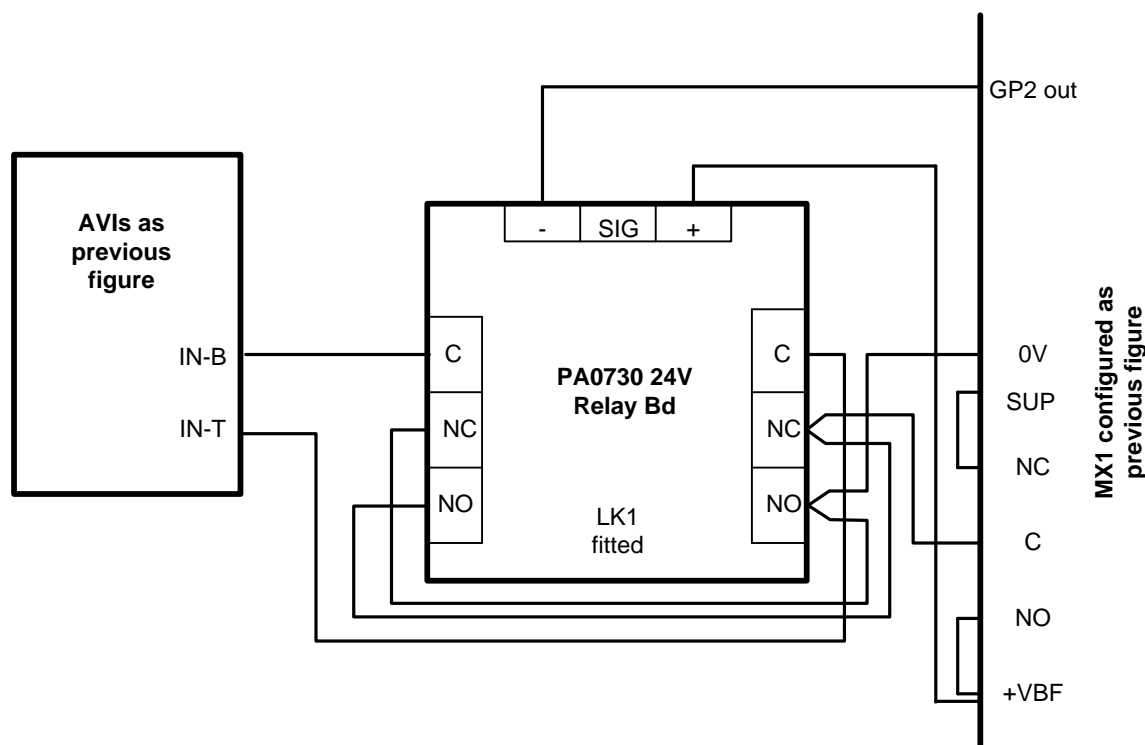 GP2 out
AVIs as
previous
figure
IN-B
IN-T
-
SIG
+
C
NC
NO
PA0730 24V
Relay Bd
LK1
fitted
C
NC
NO
0V
SUP
NC
C
NO
+VBF
MX1 configured as
previous figure